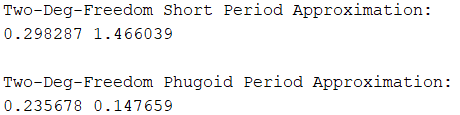 Two-Deg-Freedom Short Period Approximation:
0.298287 1.466039
Two-Deg-Freedom Phugoid Period Approximation:
0.235678 0.147659